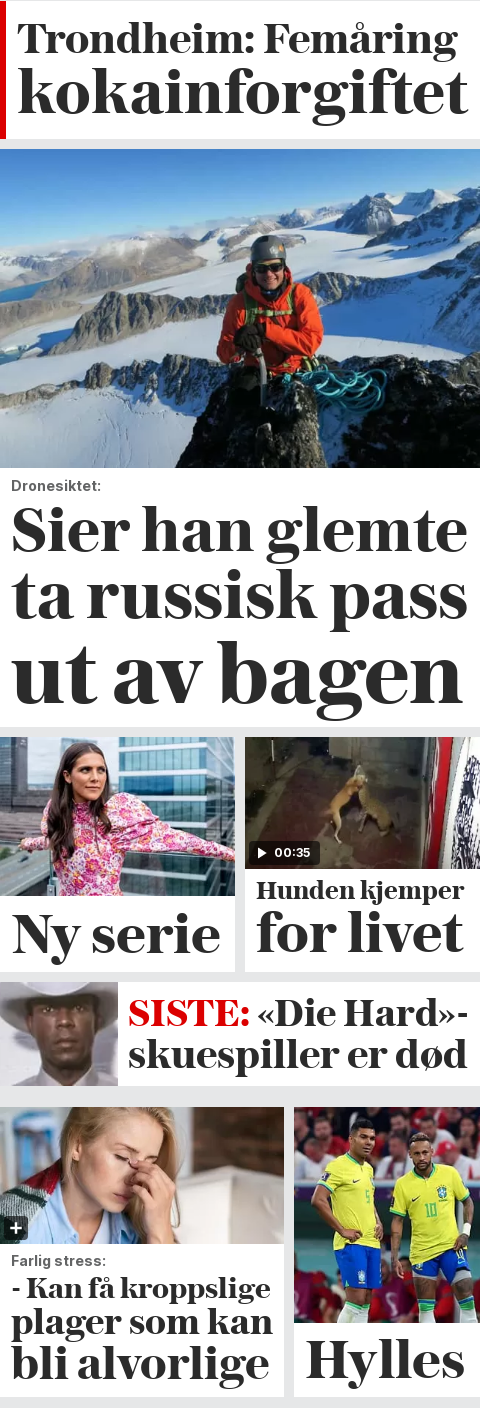 Trondheim: Femåring
kokainforgiftet
Dronesiktet:
Sier han glemte
ta russisk pass
ut av bagen
00:35
Ny serie
Hunden kjemper
for livet
SISTE: «Die Hard»-
skuespiller er død
Farlig stress:
- Kan få kroppslige
plager som kan
bli alvorlige
5
10
Hylles